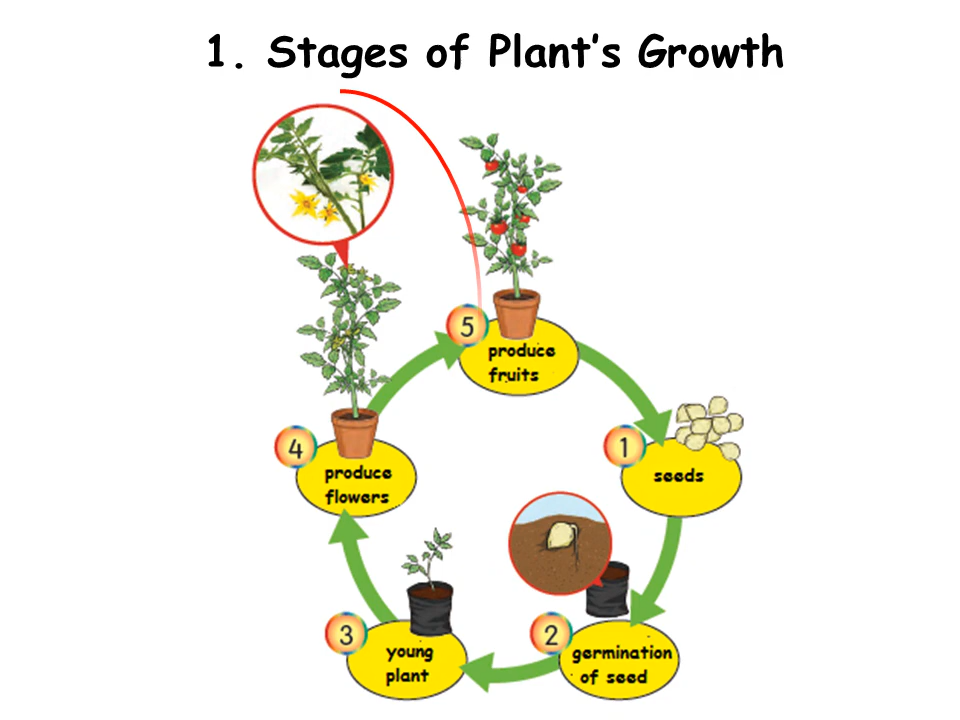 1. Stages of Plant’s Growth
5
produce
fruits
4
produce
flowers
1
seeds
3
young
plant
2
germination
of seed